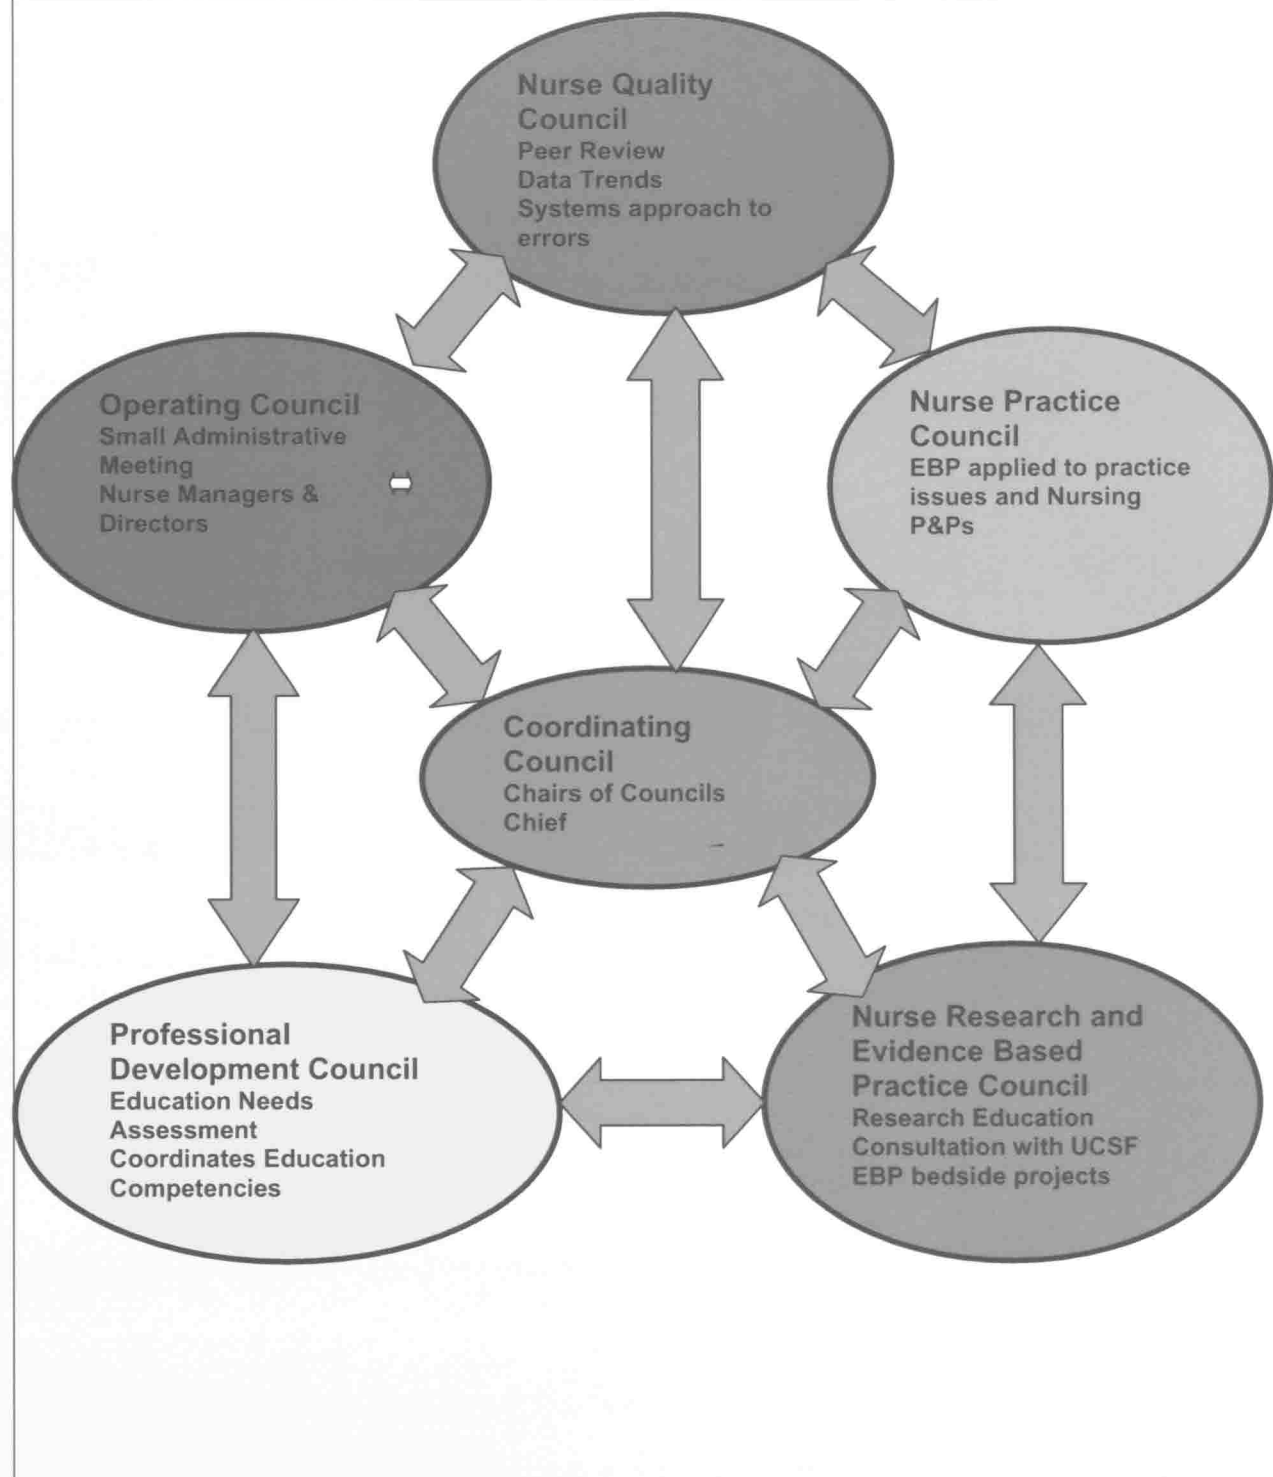 Nurse Quality
Council
Peer Review
Data Trends
Systems approach to
errors
Operating Council
Small Administrative
Meeting
Nurse Managers &
Directors
Nurse Practice
Council
EBP applied to practice
issues and Nursing
P&Ps
Coordinating
Council
Chairs of Councils
Chief
Professional
Development Council
Education Needs
Assessment
Coordinates Education
Competencies
Nurse Research and
Evidence Based
Practice Council
Research Education
Consultation with UCSF
EBP bedside projects